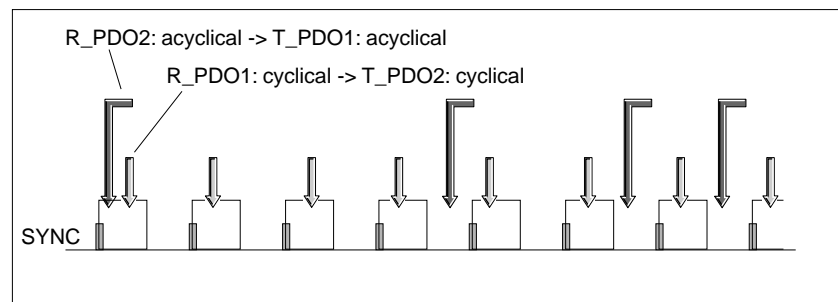 R_PDO2: acyclical -> T_PDO1: acyclical
R_PDO1: cyclical -> T_PDO2: cyclical
SYNC